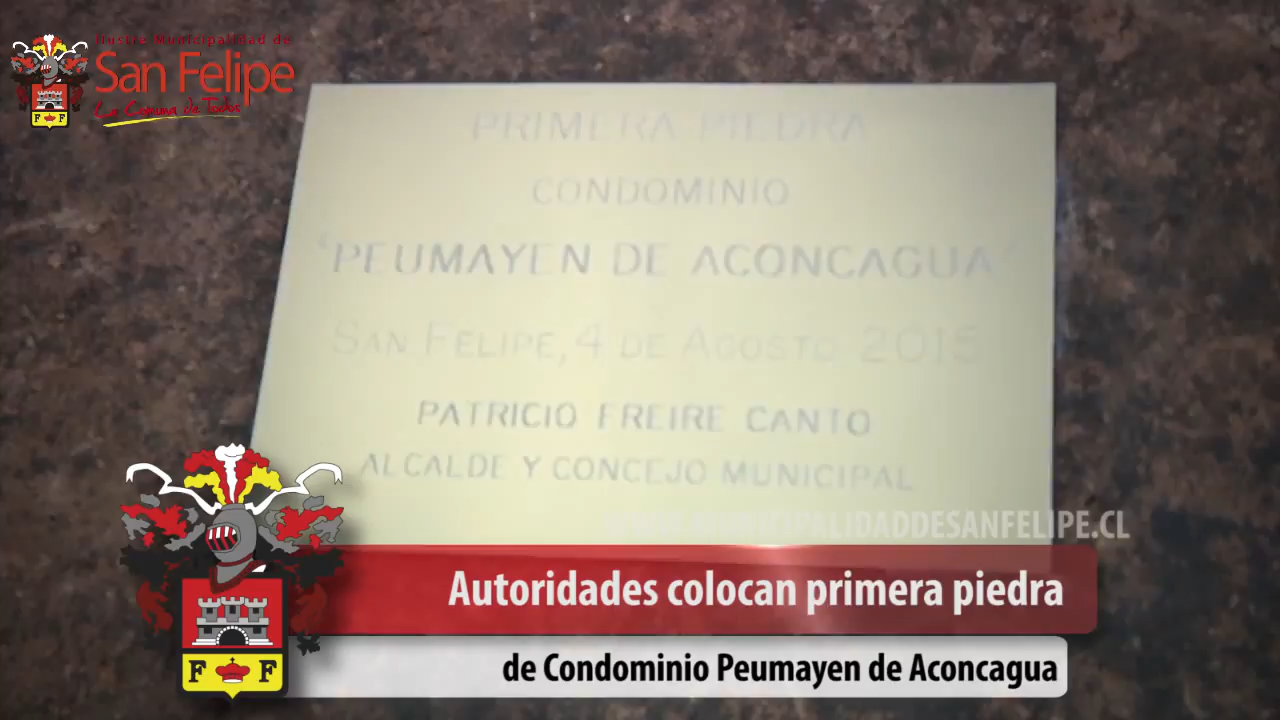 Ilustre Municipalidad de
San Felipe
La Comuna de Todos
PRIMERA PIEDRA
CONDOMINIO
"PEUMAYEN DE ACONCAGUA"
SAN FELIPE, 4 DE AGOSTO 2015
PATRICIO FREIRE CANTO
ALCALDE Y CONCEJO MUNICIPAL
MUNICIPALIDADDESANFELIPE.CL
Autoridades colocan primera piedra
de Condominio Peumayen de Aconcagua
F F
F F